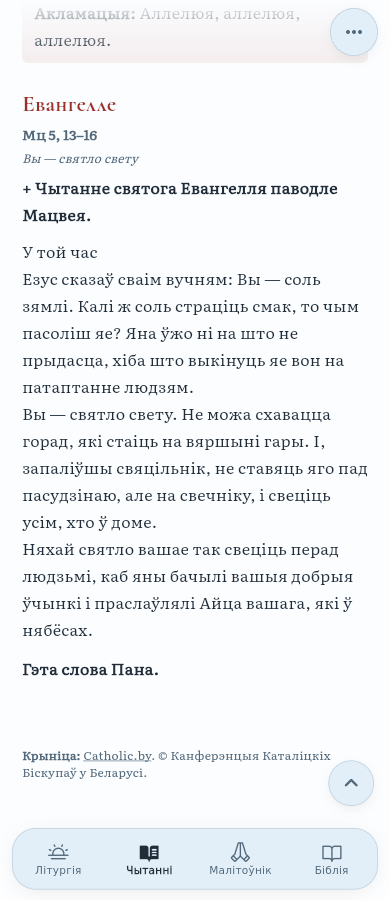 Акламацыя: Аллелюя, аллелюя,
аллелюя.
Евангелле
Мц 5, 13–16
Вы — святло свету
+ Чытанне святога Евангелля паводле
Мацвея.
У той час
Езус сказаў сваім вучням: Вы — соль
зямлі. Калі ж соль страціць смак, то чым
пасоліш яе? Яна ўжо ні на што не
прыдасца, хіба што выкінуць яе вон на
патаптанне людзям.
Вы — святло свету. Не можа схавацца
горад, які стаіць на вяршыні гары. І,
запаліўшы свяцільнік, не ставяць яго пад
пасудзінаю, але на свечніку, і свеціць
усім, хто ў доме.
Няхай святло вашае так свеціць перад
людзьмі, каб яны бачылі вашыя добрыя
ўчынкі і праслаўлялі Айца вашага, які ў
нябёсах.
Гэта слова Пана.
Крыніца: Catholic.by. © Канферэнцыя Каталіцкіх
Біскупаў у Беларусі.
Літургія
Чытанні
Малітоўнік
Біблія